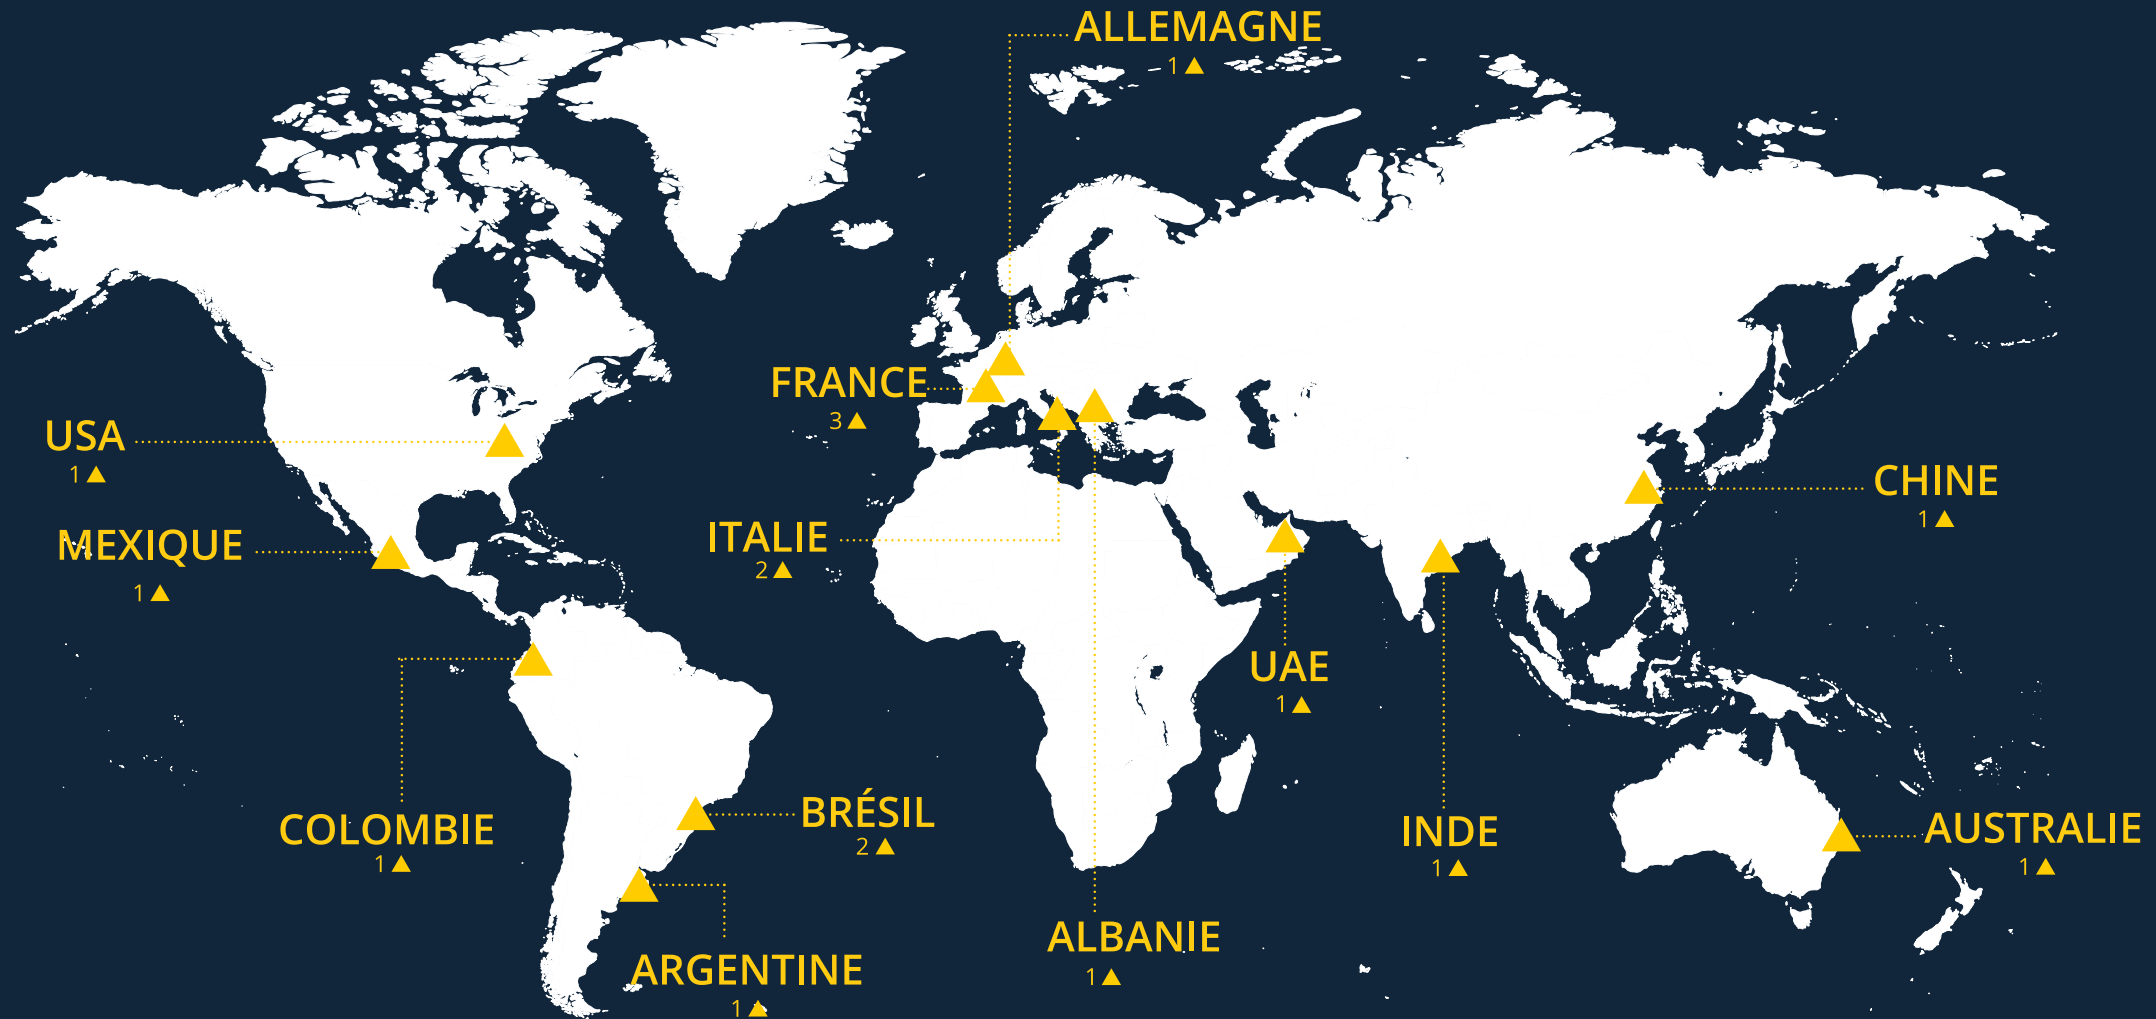 ALLEMAGNE
1▲
FRANCE
3▲
USA
1▲
CHINE
1▲
MEXIQUE
1▲
ITALIE
2▲
UAE
1▲
COLOMBIE
1▲
BRÉSIL
2▲
INDE
1▲
AUSTRALIE
1▲
ALBANIE
1▲
ARGENTINE
1▲